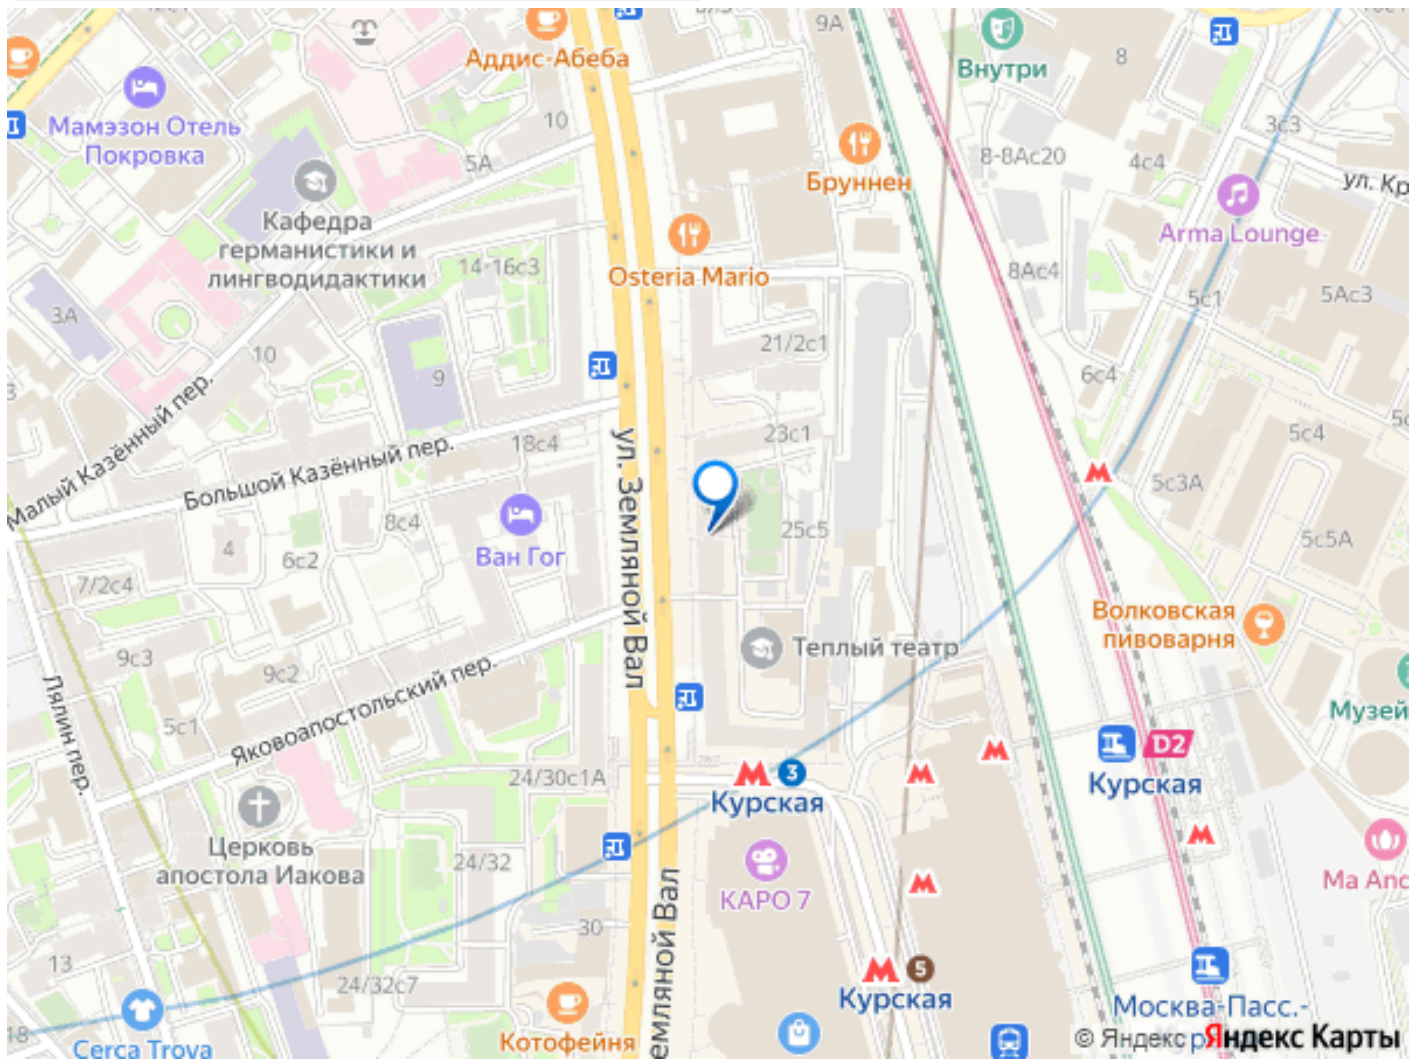 9А
Аддис-Абеба
Внутри
8
Мамэзон Отель
Покровка
10
5А
3с3
8-8Ас20
4с4
ул. Кр
Бруннен
Кафедра
германистики и
лингводидактики
Arma Lounge
14-16с3
Osteria Mario
8Ас4
5с1
5Ас3
3А
10
21/2с1
9
6с4
Малый Казённый пер.
Большой Казённый пер.
18с4
ул. Земляной Вал
23с1
5с4
5с3А
8с4
4
6с2
Ван Гог
25с5
5с5А
7/2с4
Волковская
пивоварня
9с3
9с2
Теплый театр
Лялин пер.
Яковоапостольский пер.
5с1
Музей
D2
Курская
24/30с1А
3
Курская
Церковь
апостола Иакова
24/32
КАРО 7
Ma Anc
емляной Вал
30
13
24/32с7
5
Курская
Москва-Пасс.-
18
Cerca Trova
Котофейня
© Яндекс
Яндекс Карты